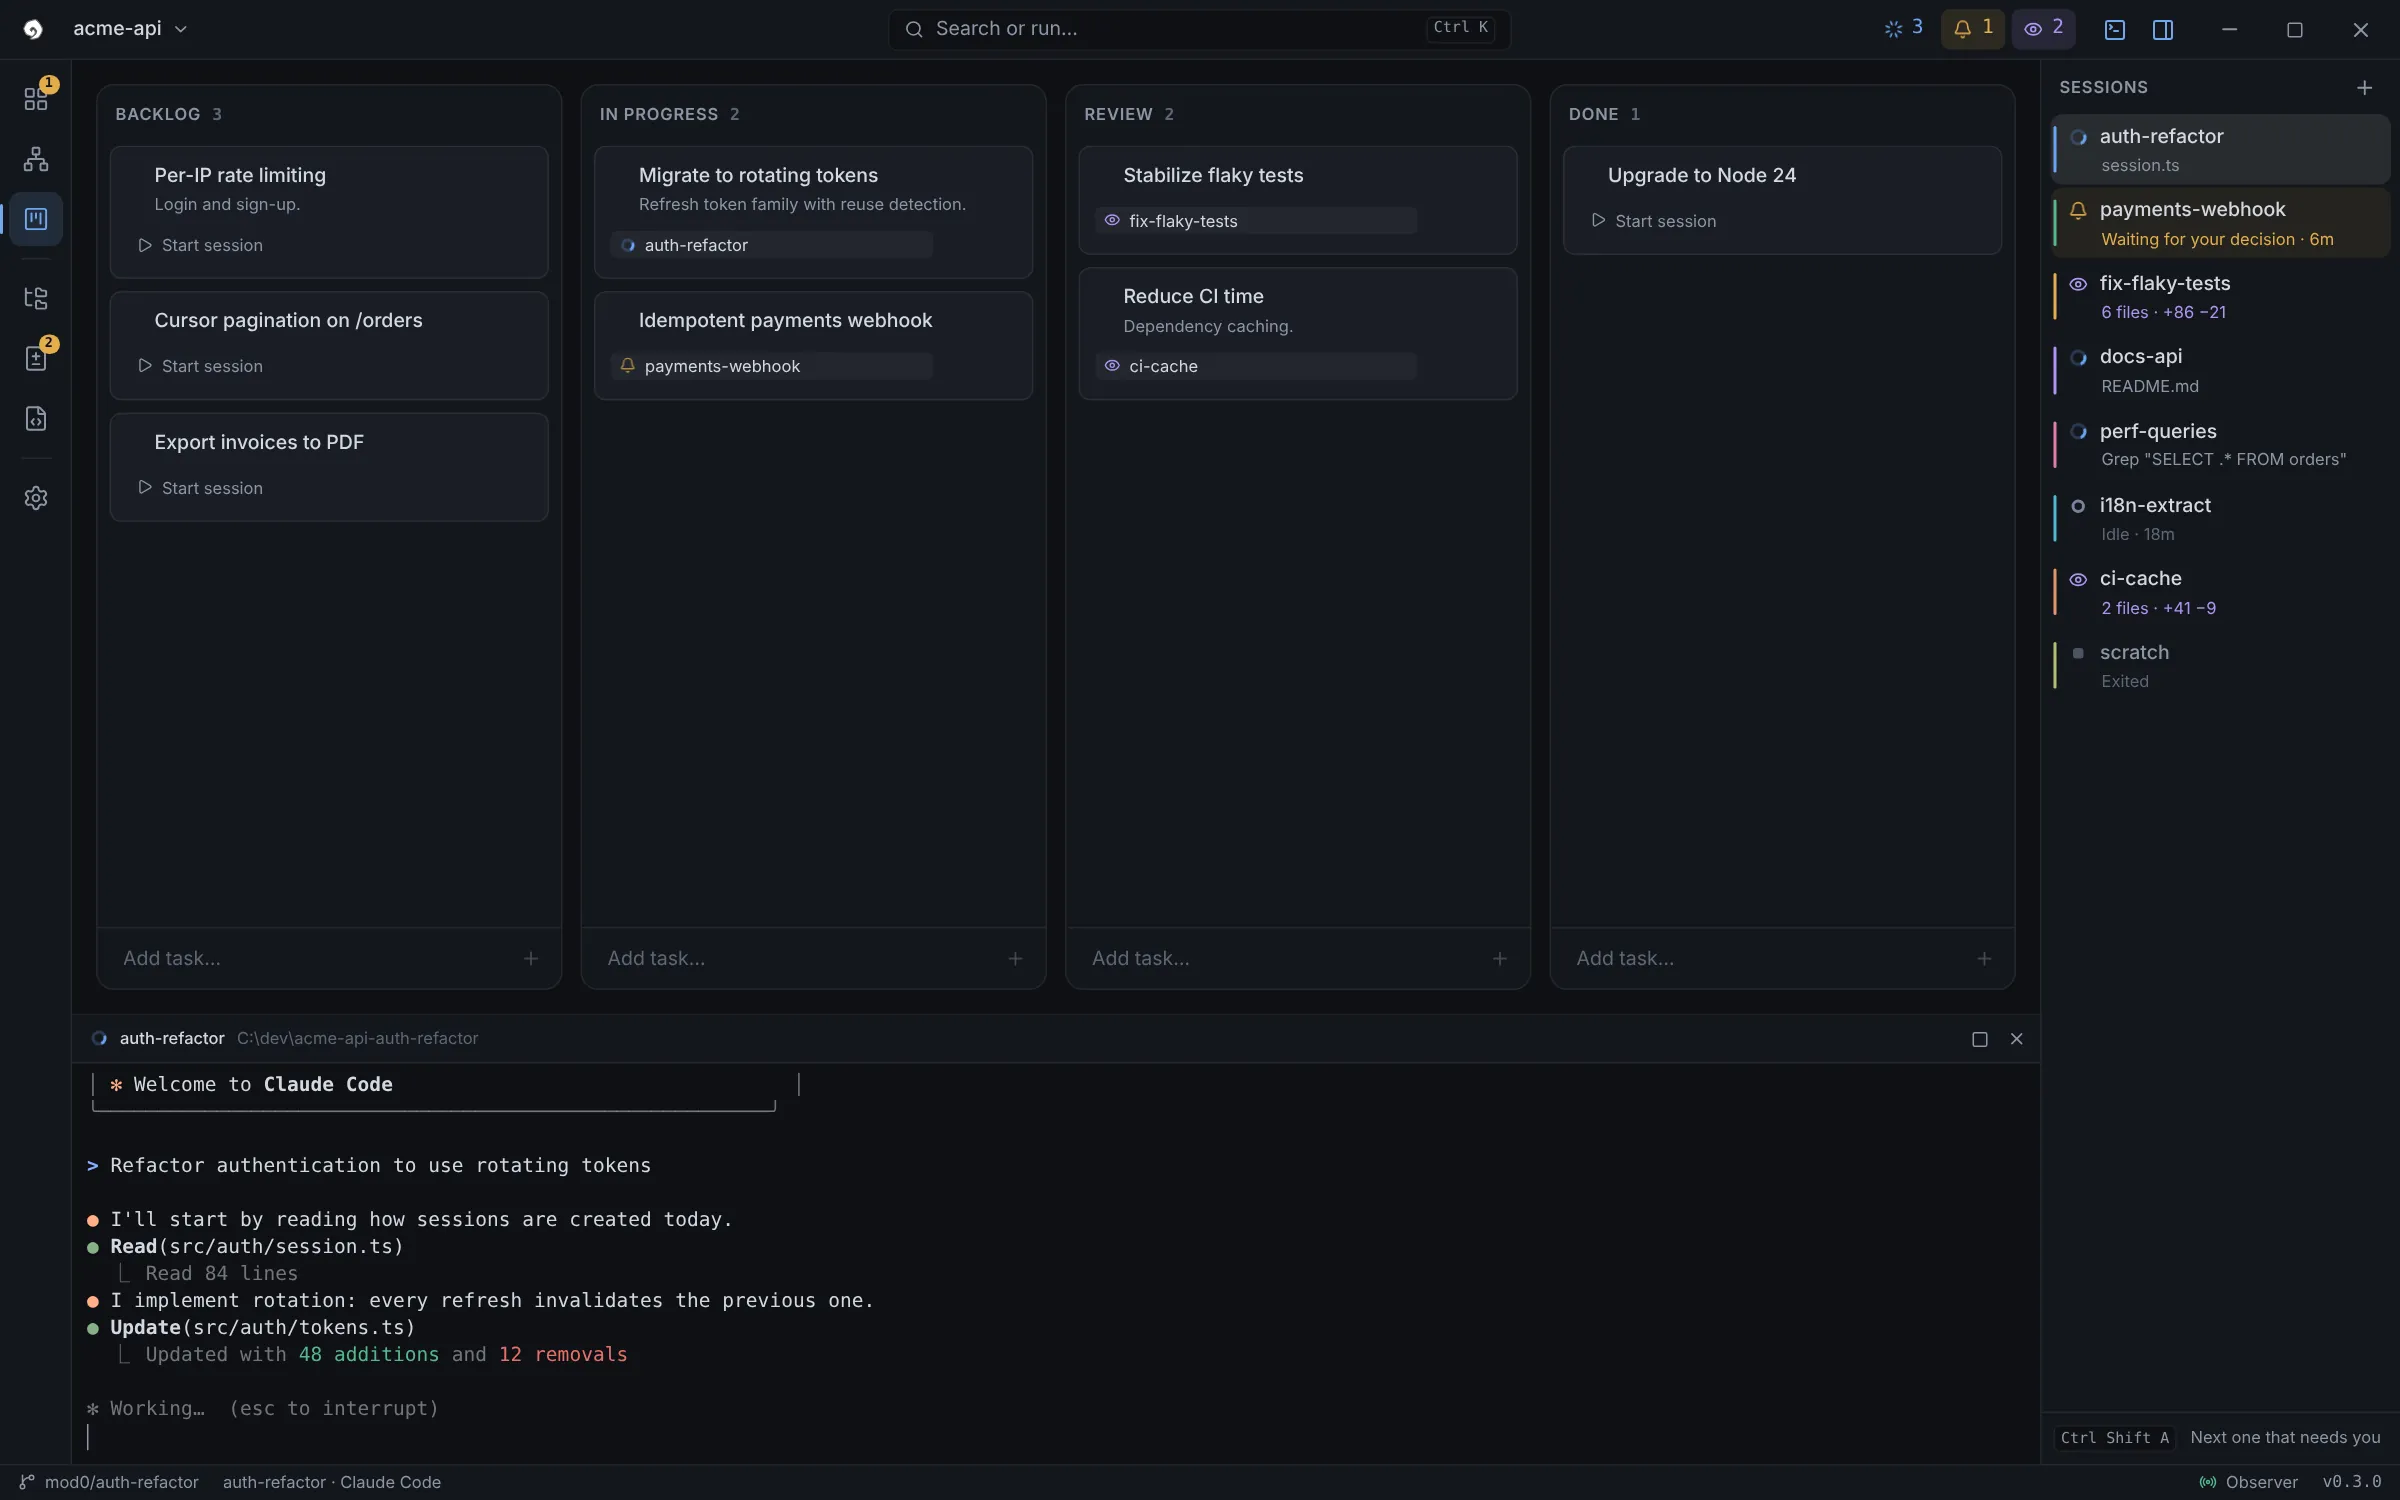 acme-api
Search or run...
Ctrl K
3
1
2
1
2
BACKLOG 3
Per-IP rate limiting
Login and sign-up.
Start session
Cursor pagination on /orders
Start session
Export invoices to PDF
Start session
Add task...
IN PROGRESS 2
Migrate to rotating tokens
Refresh token family with reuse detection.
auth-refactor
Idempotent payments webhook
payments-webhook
Add task...
REVIEW 2
Stabilize flaky tests
fix-flaky-tests
Reduce CI time
Dependency caching.
ci-cache
Add task...
DONE 1
Upgrade to Node 24
Start session
Add task...
SESSIONS
auth-refactor
session.ts
payments-webhook
Waiting for your decision · 6m
fix-flaky-tests
6 files · +86 −21
docs-api
README.md
perf-queries
Grep "SELECT .* FROM orders"
i18n-extract
Idle · 18m
ci-cache
2 files · +41 −9
scratch
Exited
Ctrl Shift A Next one that needs you
auth-refactor C:\dev\acme-api-auth-refactor
✻ Welcome to Claude Code
> Refactor authentication to use rotating tokens
● I'll start by reading how sessions are created today.
● Read(src/auth/session.ts)
⎿ Read 84 lines
● I implement rotation: every refresh invalidates the previous one.
● Update(src/auth/tokens.ts)
⎿ Updated with 48 additions and 12 removals
✻ Working… (esc to interrupt)
mod0/auth-refactor auth-refactor · Claude Code
Observer v0.3.0